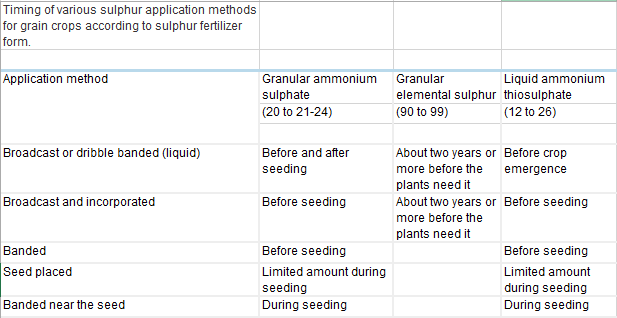 Timing of various sulphur application methods
for grain crops according to sulphur fertilizer
form.
Application method
Granular ammonium
sulphate
Granular
elemental sulphur
Liquid ammonium
thiosulphate
(20 to 21-24)
(90 to 99)
(12 to 26)
Broadcast or dribble banded (liquid)
Before and after
seeding
About two years or
more before the
plants need it
Before crop
emergence
Broadcast and incorporated
Before seeding
About two years or
more before the
plants need it
Before seeding
Banded
Before seeding
Before seeding
Seed placed
Limited amount during
seeding
Limited amount
during seeding
Banded near the seed
During seeding
During seeding